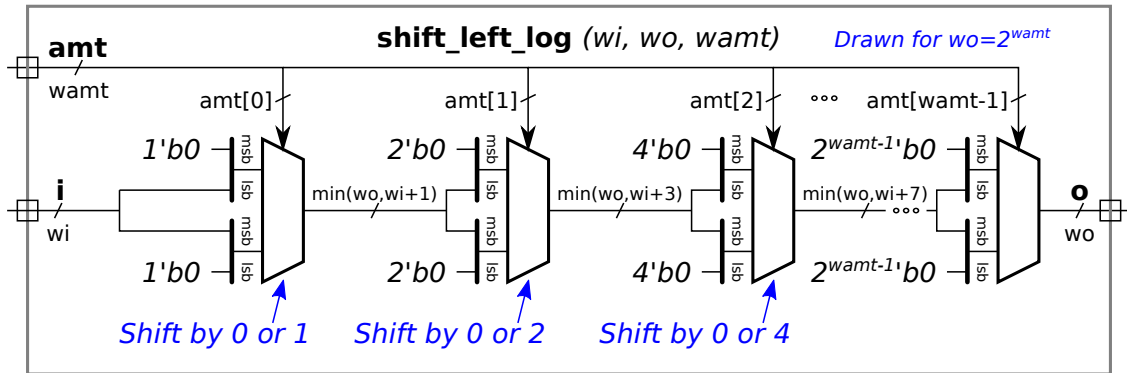 shift_left_log (wi, wo, wamt)
Drawn for wo=2^wamt
amt
wamt
amt[0]
amt[1]
amt[2]
°°°
amt[wamt-1]
1'b0
msb
lsb
2'b0
msb
lsb
4'b0
msb
lsb
2^wamt-1'b0
msb
lsb
i
wi
min(wo,wi+1)
min(wo,wi+3)
min(wo,wi+7)
°°°
o
wo
1'b0
msb
lsb
2'b0
msb
lsb
4'b0
msb
lsb
2^wamt-1'b0
msb
lsb
Shift by 0 or 1
Shift by 0 or 2
Shift by 0 or 4